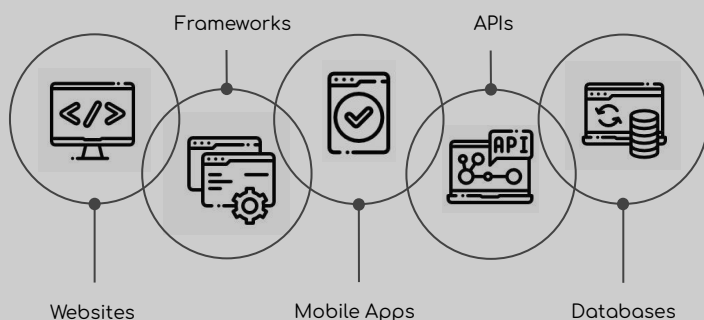 Frameworks
APIs
</>
API
Websites
Mobile Apps
Databases